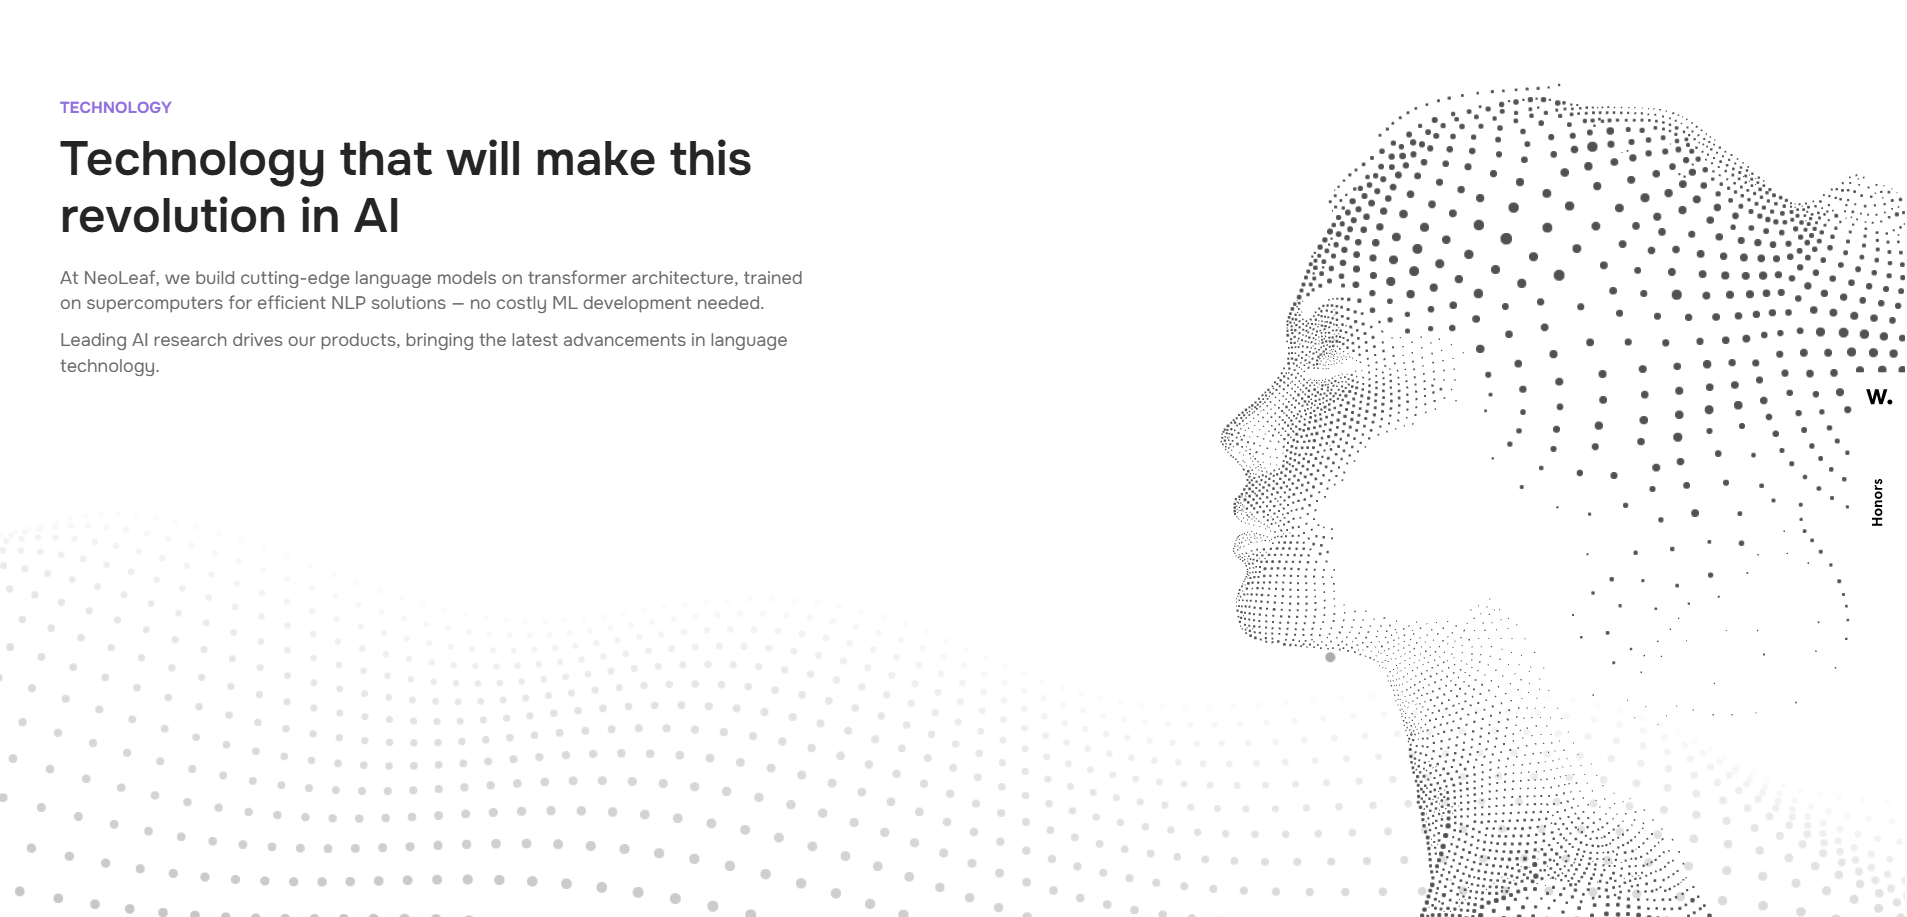 TECHNOLOGY
Technology that will make this
revolution in AI
At NeoLeaf, we build cutting-edge language models on transformer architecture, trained
on supercomputers for efficient NLP solutions — no costly ML development needed.
Leading AI research drives our products, bringing the latest advancements in language
technology.
W.
Honors